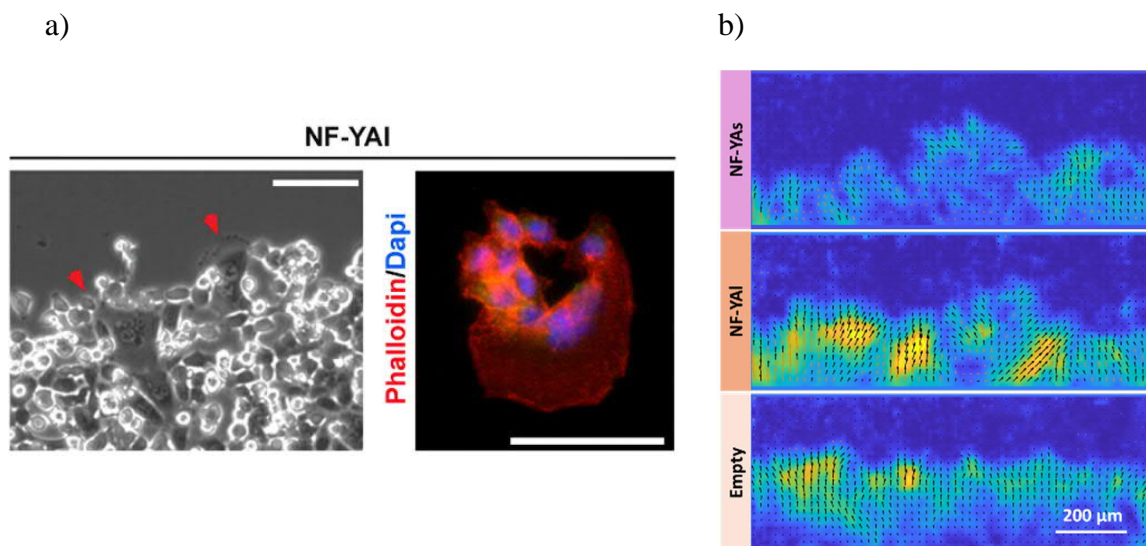 a)
b)
NF-YAl
Phalloidin/Dapi
NF-YAs
NF-YAl
Empty
200 µm